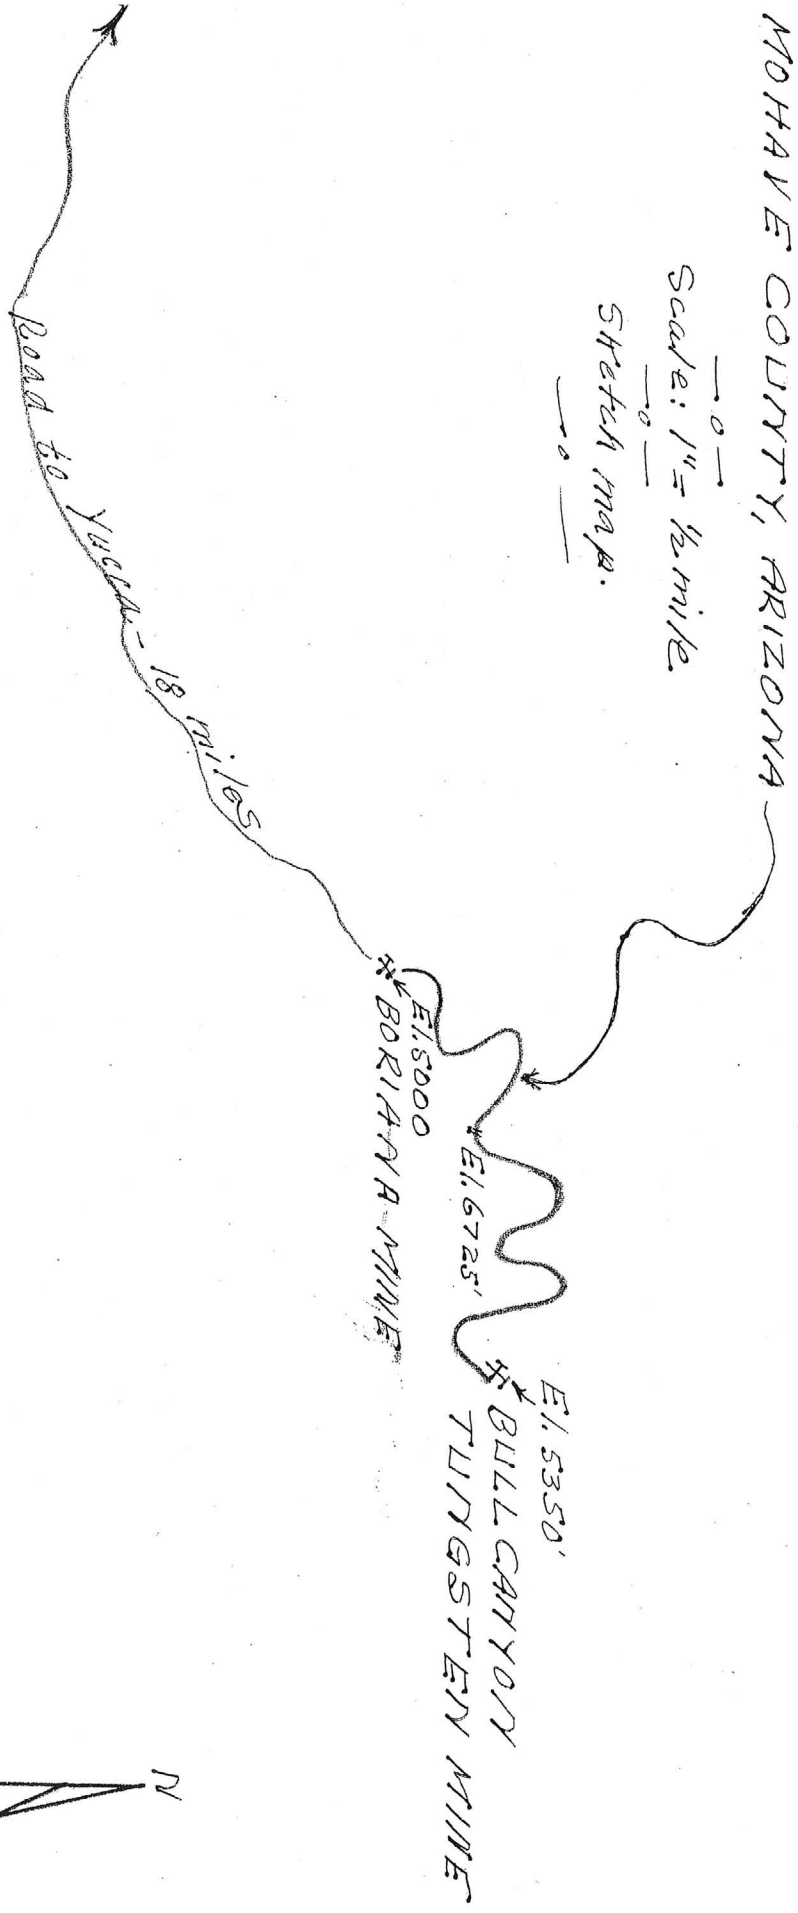 MOHAVE COUNTY, ARIZONA
Scale: 1" = 1/2 mile.
Sketch map.
El. 5350'
BULL CANYON
TUNGSTEN MINE
El. 6725'
El. 5000
BORIANA MINE
Road to Yucca - 18 miles
N